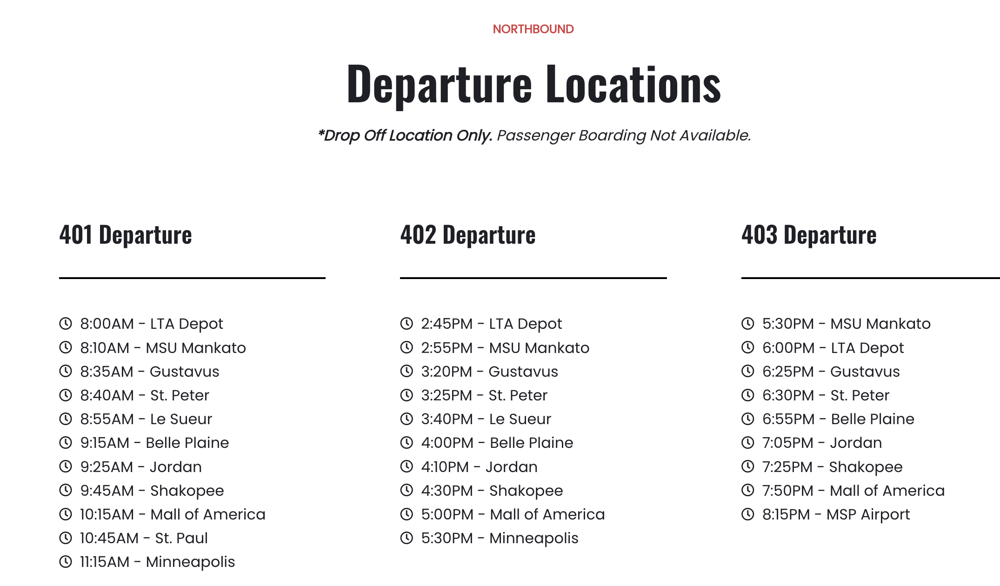 NORTHBOUND
Departure Locations
*Drop Off Location Only. Passenger Boarding Not Available.
401 Departure
8:00AM - LTA Depot
8:10AM - MSU Mankato
8:35AM - Gustavus
8:40AM - St. Peter
8:55AM - Le Sueur
9:15AM - Belle Plaine
9:25AM - Jordan
9:45AM - Shakopee
10:15AM - Mall of America
10:45AM - St. Paul
11:15AM - Minneapolis
402 Departure
2:45PM - LTA Depot
2:55PM - MSU Mankato
3:20PM - Gustavus
3:25PM - St. Peter
3:40PM - Le Sueur
4:00PM - Belle Plaine
4:10PM - Jordan
4:30PM - Shakopee
5:00PM - Mall of America
5:30PM - Minneapolis
403 Departure
5:30PM - MSU Mankato
6:00PM - LTA Depot
6:25PM - Gustavus
6:30PM - St. Peter
6:55PM - Belle Plaine
7:05PM - Jordan
7:25PM - Shakopee
7:50PM - Mall of America
8:15PM - MSP Airport